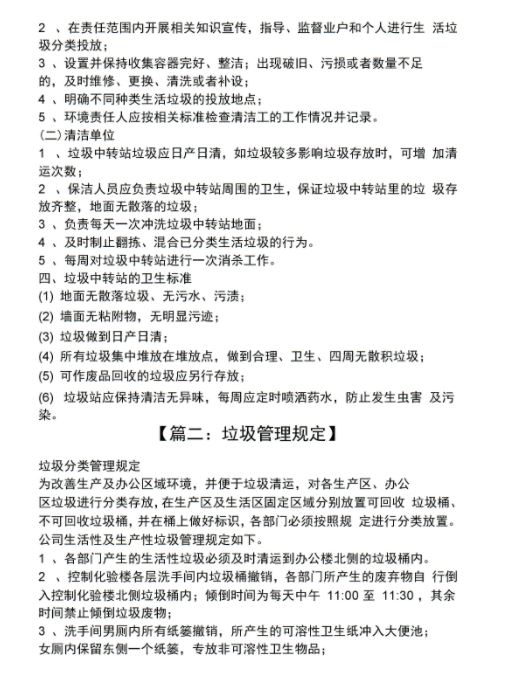 2 、在责任范围内开展相关知识宣传，指导、监督业户和个人进行生 活垃
圾分类投放；
3 、设置并保持收集容器完好、整洁；出现破旧、污损或者数量不足
的，及时维修、更换、清洗或者补设；
4 、明确不同种类生活垃圾的投放地点；
5 、环境责任人应按相关标准检查清洁工的工作情况并记录。
(二)清洁单位
1 、垃圾中转站垃圾应日产日清，如垃圾较多影响垃圾存放时，可增 加清
运次数；
2 、保洁人员应负责垃圾中转站周围的卫生，保证垃圾中转站里的垃 圾存
放齐整，地面无散落的垃圾；
3 、负责每天一次冲洗垃圾中转站地面；
4 、及时制止翻拣、混合已分类生活垃圾的行为。
5 、每周对垃圾中转站进行一次消杀工作。
四、垃圾中转站的卫生标准
(1) 地面无散落垃圾、无污水、污渍；
(2) 墙面无粘附物，无明显污迹；
(3) 垃圾做到日产日清；
(4) 所有垃圾集中堆放在堆放点，做到合理、卫生、四周无散积垃圾；
(5) 可作废品回收的垃圾应另行存放；
(6) 垃圾站应保持清洁无异味，每周应定时喷洒药水，防止发生虫害 及污
染。
【篇二：垃圾管理规定】
垃圾分类管理规定
为改善生产及办公区域环境，并便于垃圾清运，对各生产区、办公
区垃圾进行分类存放，在生产区及生活区固定区域分别放置可回收 垃圾桶、
不可回收垃圾桶，并在桶上做好标识，各部门必须按照规 定进行分类放置。
公司生活性及生产性垃圾管理规定如下。
1 、各部门产生的生活性垃圾必须及时清运到办公楼北侧的垃圾桶内。
2 、控制化验楼各层洗手间内垃圾桶撤销，各部门所产生的废弃物自 行倒
入控制化验楼北侧垃圾桶内；倾倒时间为每天中午 11:00 至 11:30 ，其余
时间禁止倾倒垃圾废物；
3 、洗手间男厕内所有纸篓撤销，所产生的可溶性卫生纸冲入大便池；
女厕内保留东侧一个纸篓，专放非可溶性卫生物品；